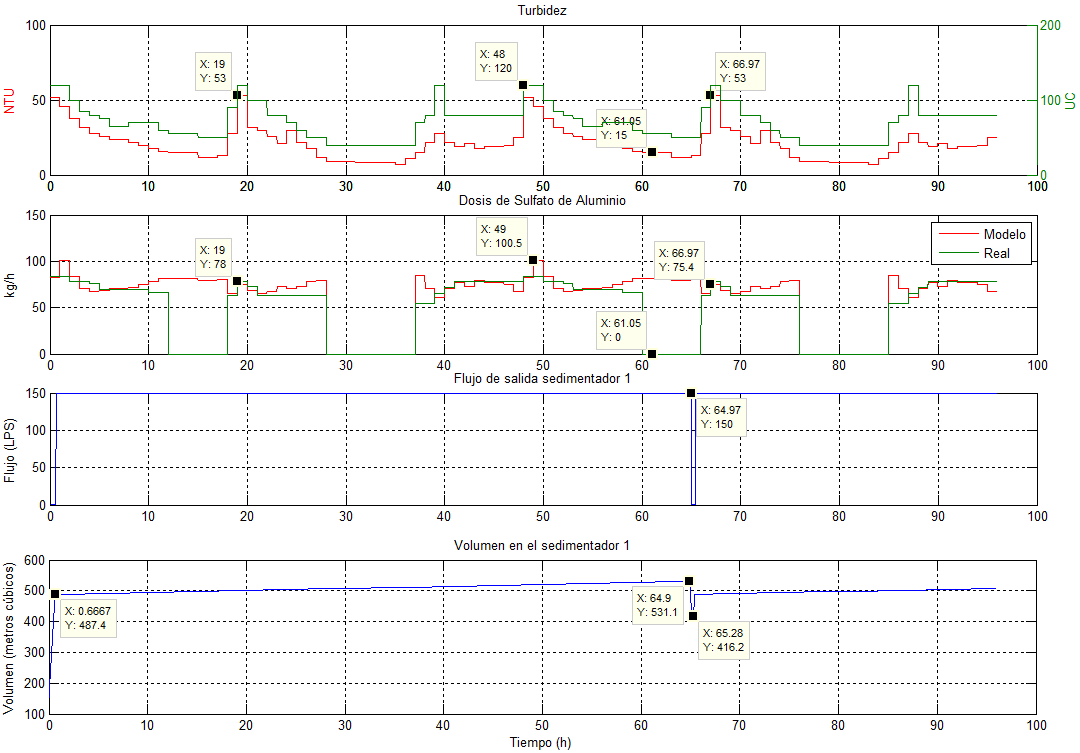 Turbidez
100
50
0
NTU
200
100
0
UC
X: 19
Y: 53
X: 48
Y: 120
X: 61.05
Y: 15
X: 66.97
Y: 53
0 10 20 30 40 50 60 70 80 90 100
Dosis de Sulfato de Aluminio
150
100
50
0
kg/h
X: 19
Y: 78
X: 49
Y: 100.5
X: 61.05
Y: 0
X: 66.97
Y: 75.4
Modelo
Real
0 10 20 30 40 50 60 70 80 90 100
Flujo de salida sedimentador 1
150
100
50
0
Flujo (LPS)
X: 64.97
Y: 150
0 10 20 30 40 50 60 70 80 90 100
Volumen en el sedimentador 1
600
500
400
300
200
100
Volumen (metros cúbicos)
X: 0.6667
Y: 487.4
X: 64.9
Y: 531.1
X: 65.28
Y: 416.2
0 10 20 30 40 50 60 70 80 90 100
Tiempo (h)